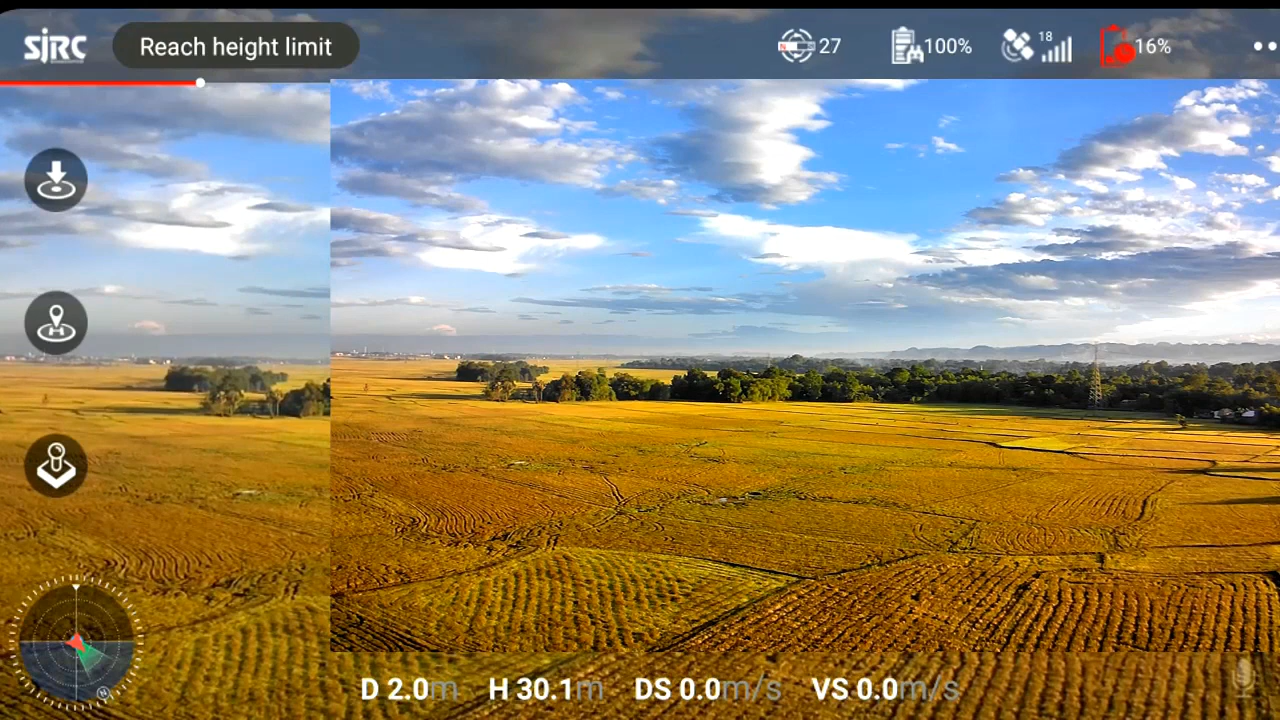 SJRC
Reach height limit
27
100%
18
16%
N
H
N
D 2.0m H 30.1m DS 0.0m/s VS 0.0m/s